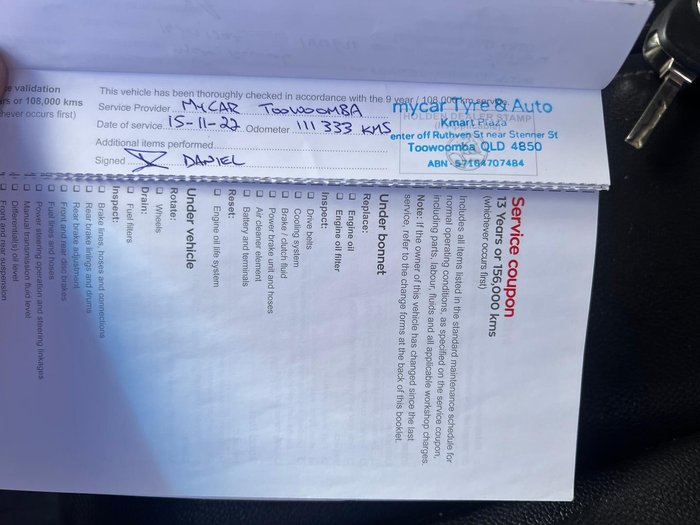 e validation
rs or 108,000 kms
hever occurs first)
This vehicle has been thoroughly checked in accordance with the 9 year / 108,000 km service
Service Provider MYCAR TOOWOOMBA
Date of service 15-11-22 Odometer 111 333 KMS
Additional items performed
Signed DANIEL
HOLDEN DEALER STAMP
mycar Tyre & Auto
Kmart Plaza
enter off Ruthven St near Stenner St
Toowoomba QLD 4350
ABN 57164707484
Service coupon
13 Years or 156,000 kms
(whichever occurs first)
Includes all items listed in the standard maintenance schedule for
normal operating conditions, as specified on the service coupon,
including parts, labour, fluids and all applicable workshop charges.
Note: If the owner of this vehicle has changed since the last
service, refer to the change forms at the back of this booklet.
Under bonnet
Replace:
Engine oil
Engine oil filter
Inspect:
Drive belts
Cooling system
Brake / clutch fluid
Power brake unit and hoses
Air cleaner element
Battery and terminals
Reset:
Engine oil life system
Under vehicle
Rotate:
Wheels
Drain:
Fuel filters
Inspect:
Brake lines, hoses and connections
Rear brake linings and drums
Rear brake adjustment
Front and rear disc brakes
Fuel lines and hoses
Power steering operation and steering linkages
Manual transmission fluid level
Differential oil level
Front and rear suspension